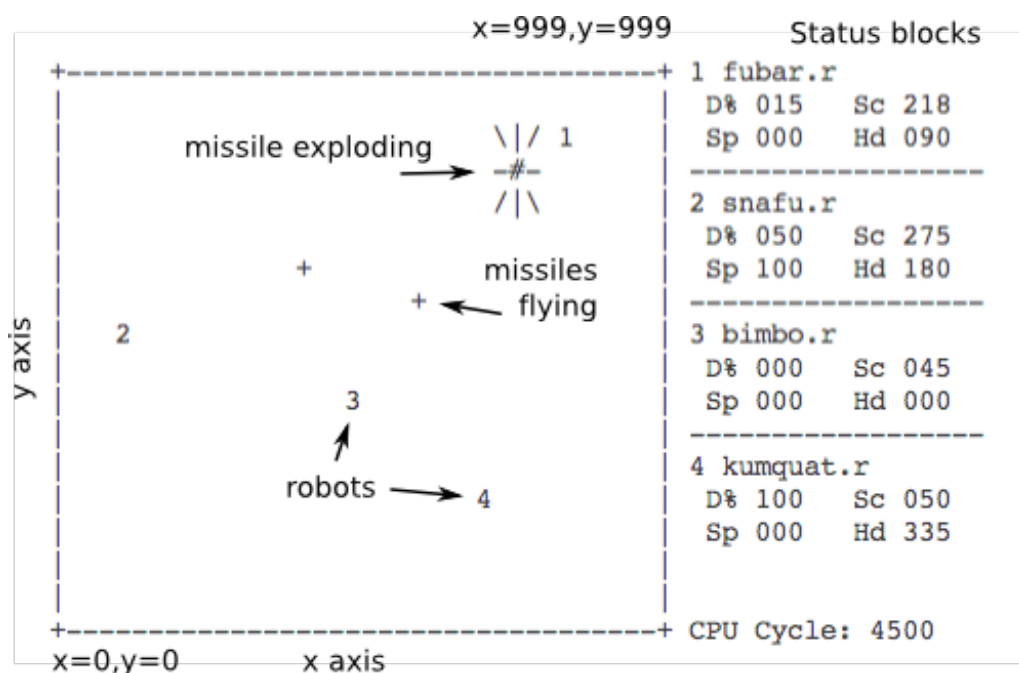 x=999,y=999
Status blocks
+------------------------------------+
1 fubar.r
D% 015 Sc 218
Sp 000 Hd 090
------------------
missile exploding
\|/ 1
-#-
/|\
2 snafu.r
D% 050 Sc 275
Sp 100 Hd 180
------------------
+
missiles
flying
+
y axis
2
3 bimbo.r
D% 000 Sc 045
Sp 000 Hd 000
------------------
3
robots
4
4 kumquat.r
D% 100 Sc 050
Sp 000 Hd 335
+------------------------------------+
CPU Cycle: 4500
x=0,y=0
x axis